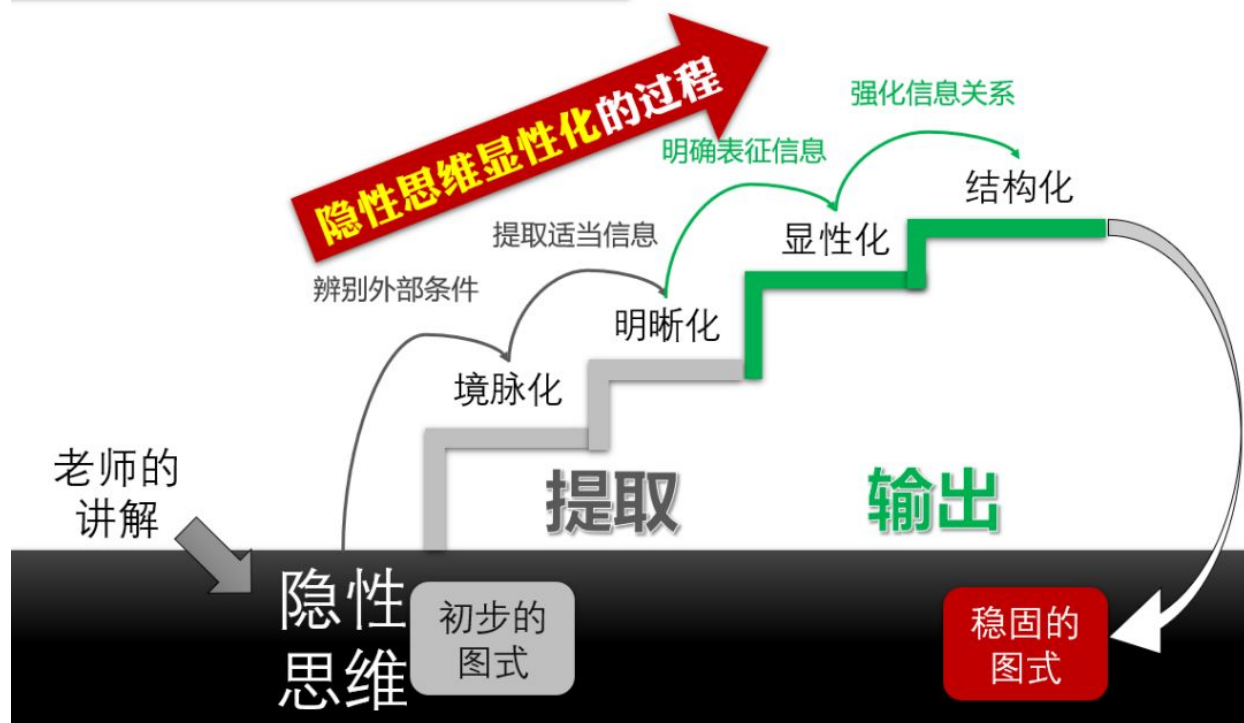 隐性思维显性化的过程
强化信息关系
明确表征信息
结构化
提取适当信息
显性化
辨别外部条件
明晰化
境脉化
老师的
讲解
提取
输出
隐性
思维
初步的
图式
稳固的
图式